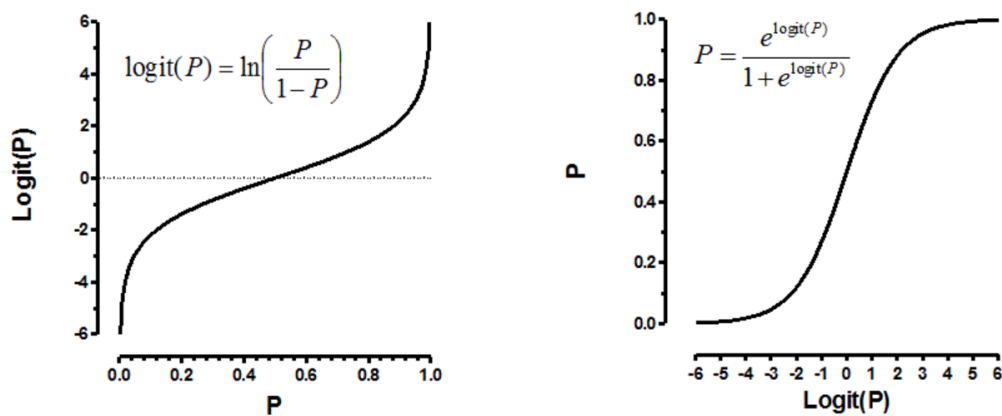 6
4
2
0
-2
-4
-6
Logit(P)
logit(P) = ln(P/(1−P))
0.0 0.2 0.4 0.6 0.8 1.0
P
1.0
0.8
0.6
0.4
0.2
0.0
P
P = e^logit(P)/(1+e^logit(P))
-6 -5 -4 -3 -2 -1 0 1 2 3 4 5 6
Logit(P)